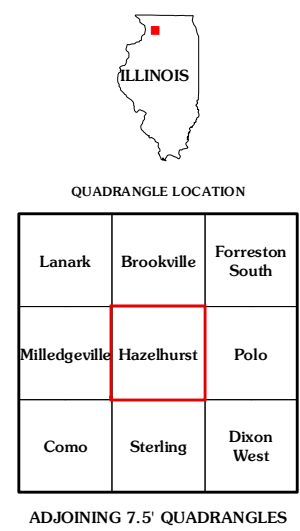 ILLINOIS
QUADRANGLE LOCATION
Lanark
Brookville
Forreston
South
Milledgeville
Hazelhurst
Polo
Como
Sterling
Dixon
West
ADJOINING 7.5' QUADRANGLES